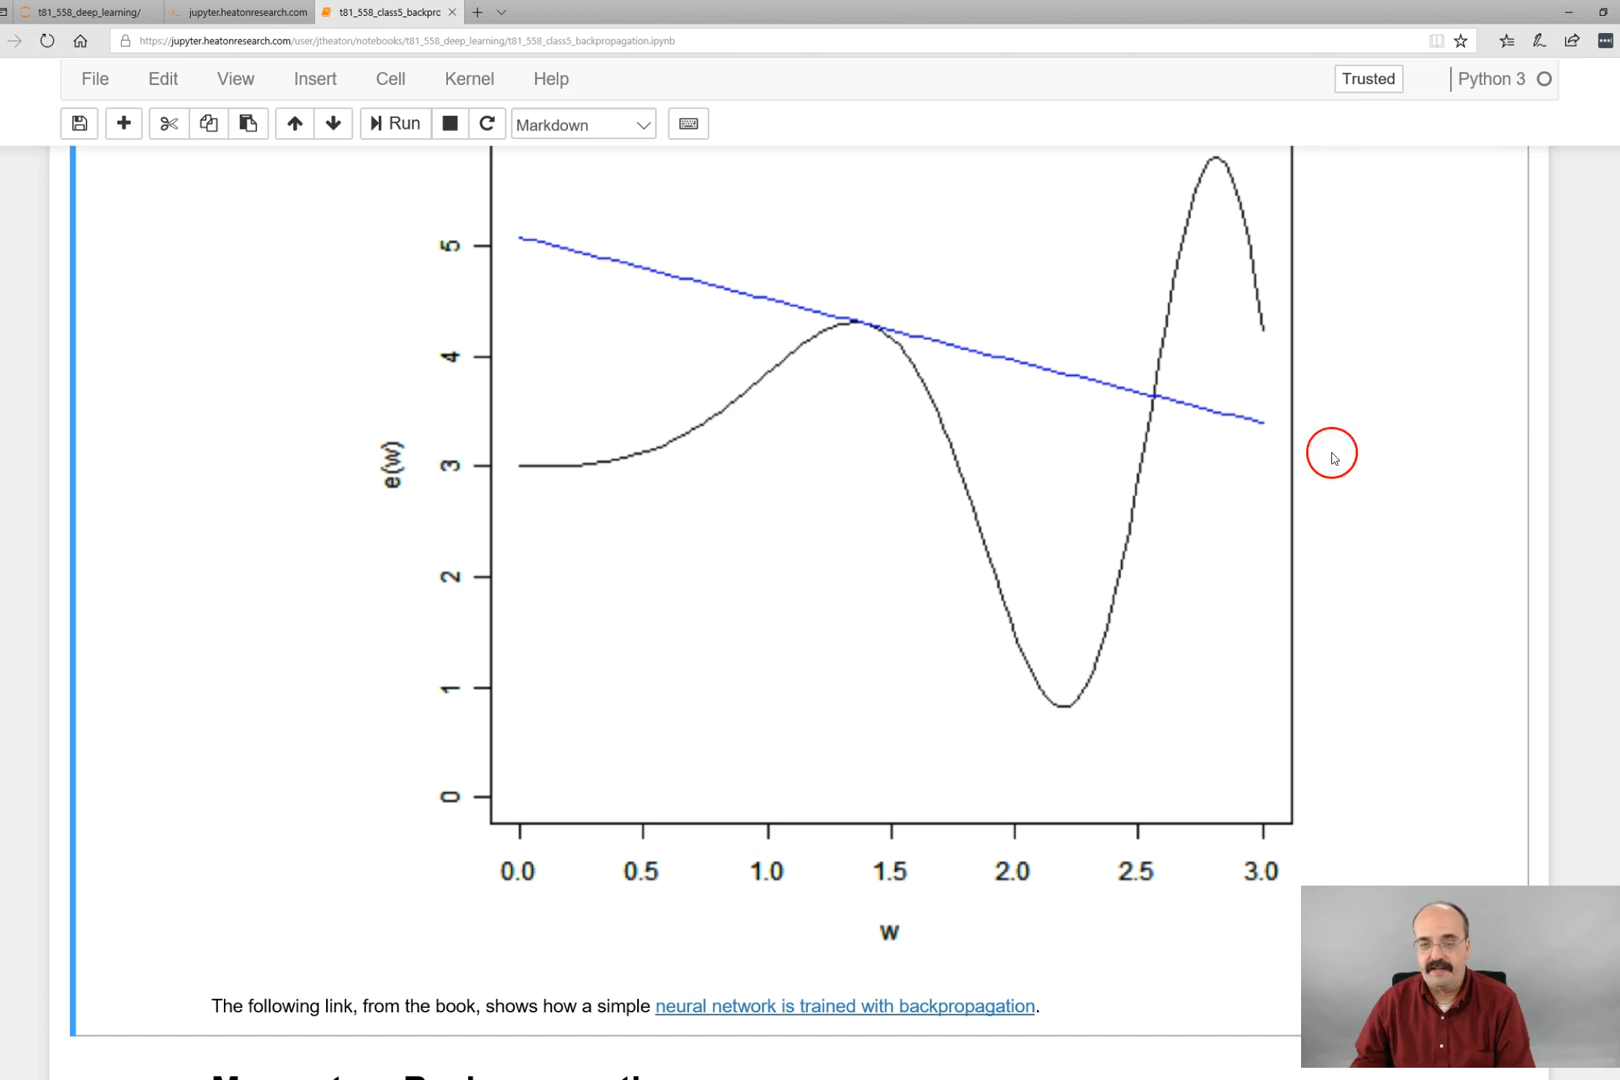 t81_558_deep_learning/ jupyter.heatonresearch.com t81_558_class5_backprc
https://jupyter.heatonresearch.com/user/jtheaton/notebooks/t81_558_deep_learning/t81_558_class5_backpropagation.ipynb
File Edit View Insert Cell Kernel Help Trusted Python 3
Run Markdown
5
4
3
2
1
0
e(w)
0.0 0.5 1.0 1.5 2.0 2.5 3.0
w
The following link, from the book, shows how a simple neural network is trained with backpropagation.